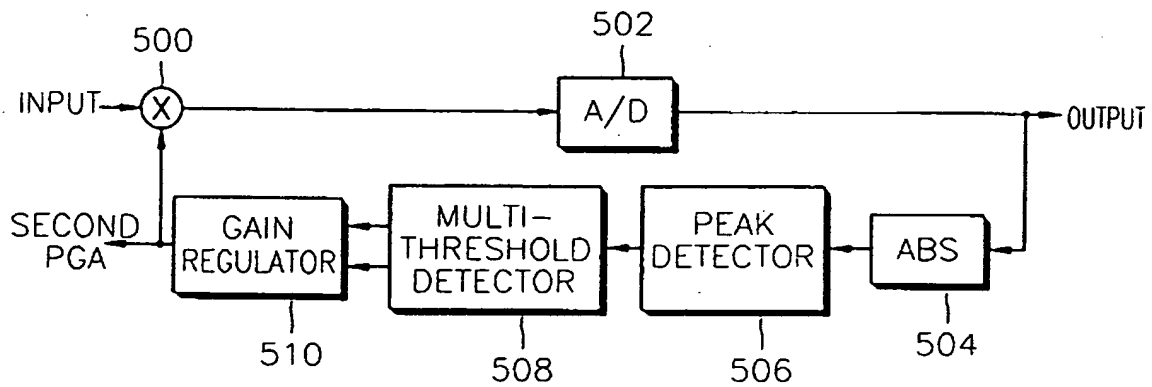 500
502
INPUT
X
A/D
OUTPUT
SECOND
PGA
GAIN
REGULATOR
MULTI-
THRESHOLD
DETECTOR
PEAK
DETECTOR
ABS
510
508
506
504